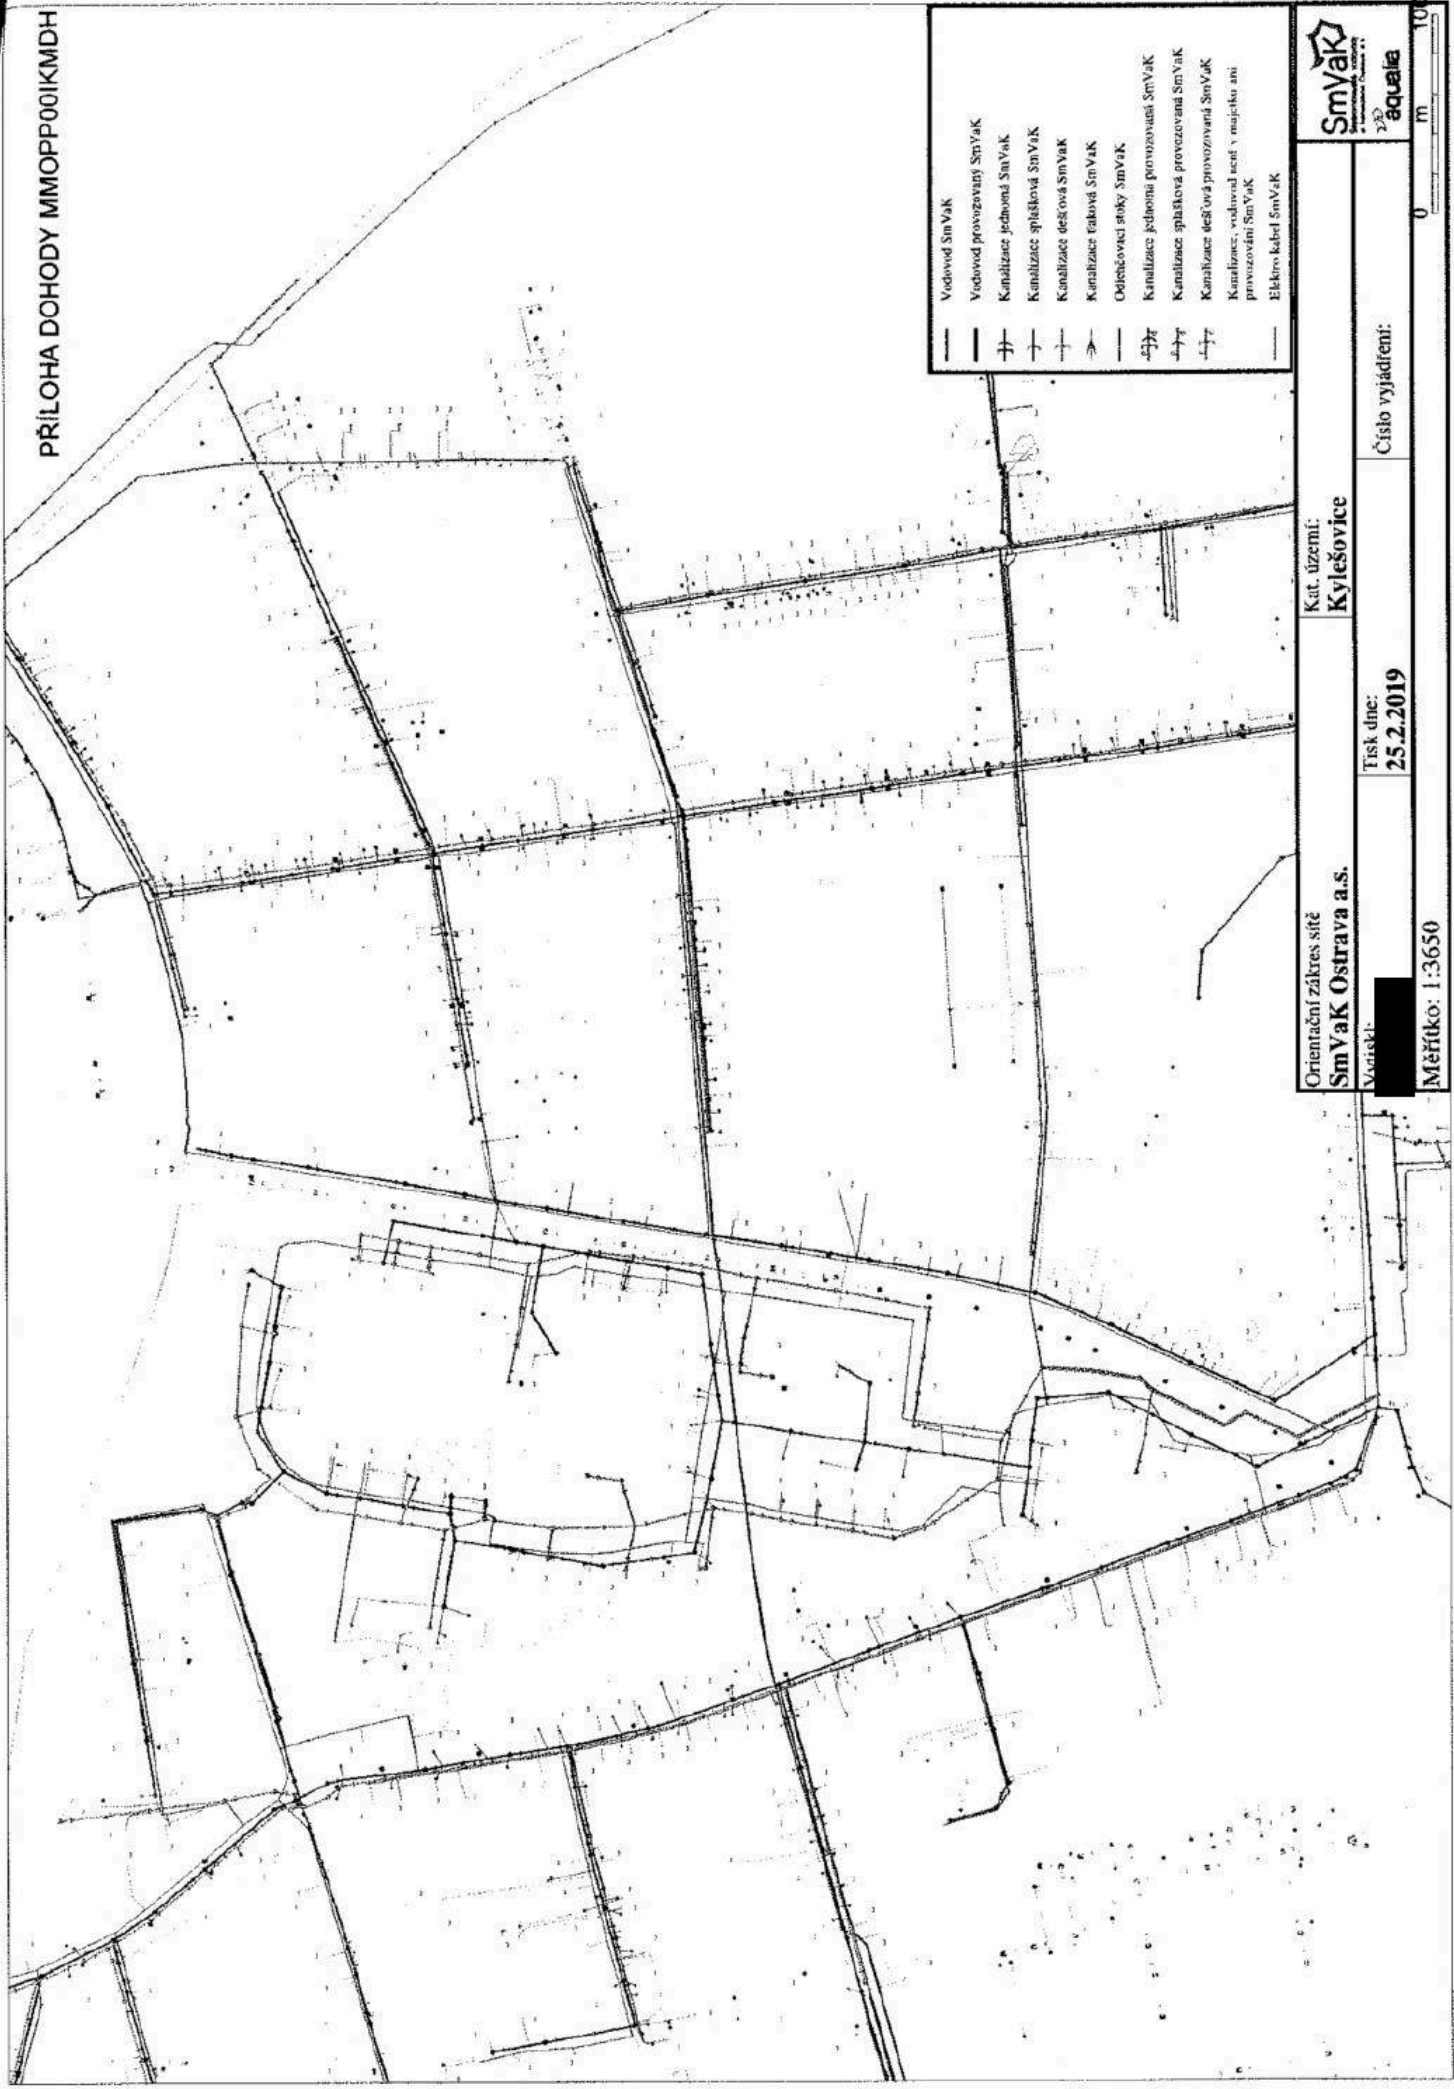 PŘÍLOHA DOHODY MMOPP00IKMDH
Vodovod SmVaK
Vodovod provozovaný SmVaK
Kanalizace jednotná SmVaK
Kanalizace splašková SmVaK
Kanalizace dešťová SmVaK
Kanalizace tlaková SmVaK
Odlehčovací stoky SmVaK
Kanalizace jednotná provozovaná SmVaK
Kanalizace splašková provozovaná SmVaK
Kanalizace dešťová provozovaná SmVaK
Kanalizace, vodovod není v majetku ani
provozování SmVaK
Elektro kabel SmVaK
Orientační zákres sítě
SmVaK Ostrava a.s.
Kat. území:
Kylešovice
SmVaK
aqualia
Vytiskl:
Tisk dne:
25.2.2019
Číslo vyjádření:
Měřítko: 1:3650
0 m 100